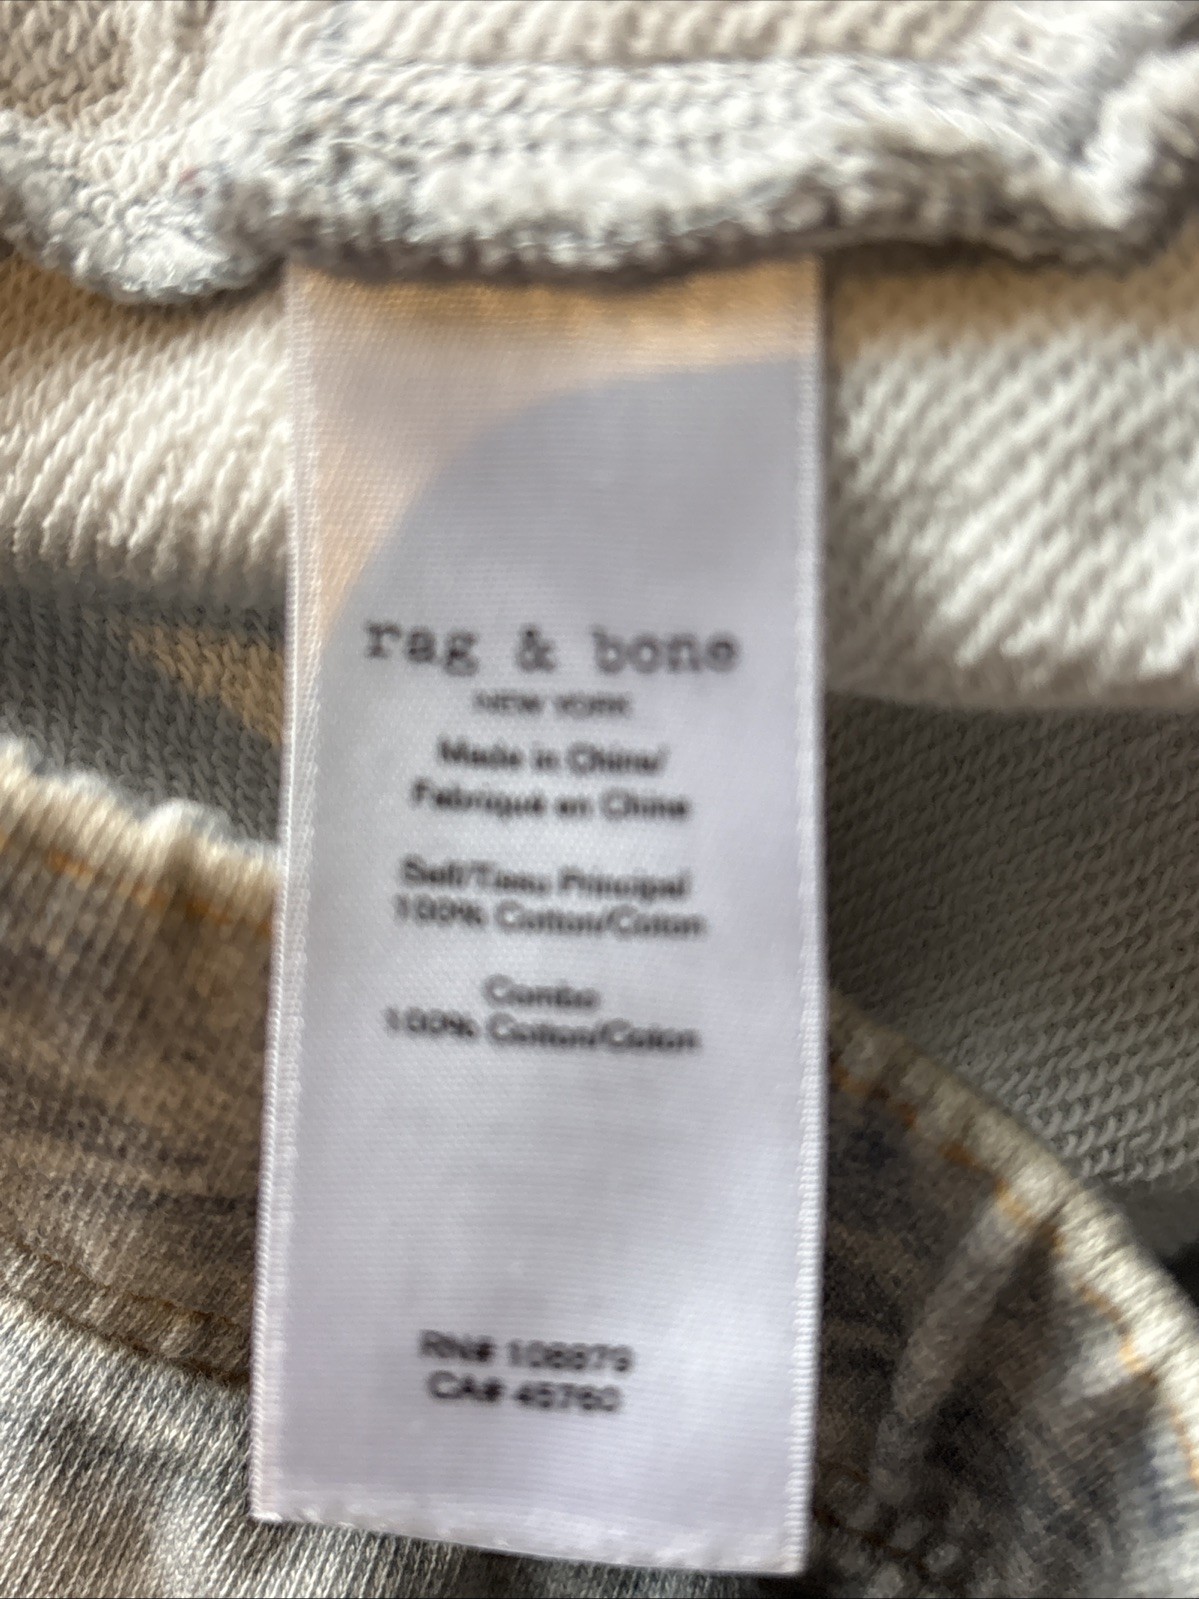 rag & bone
NEW YORK
Made in China/
Fabriqué en Chine
Self/Tissu Principal
100% Cotton/Coton
Combo
100% Cotton/Coton
RN# 108879
CA# 45760